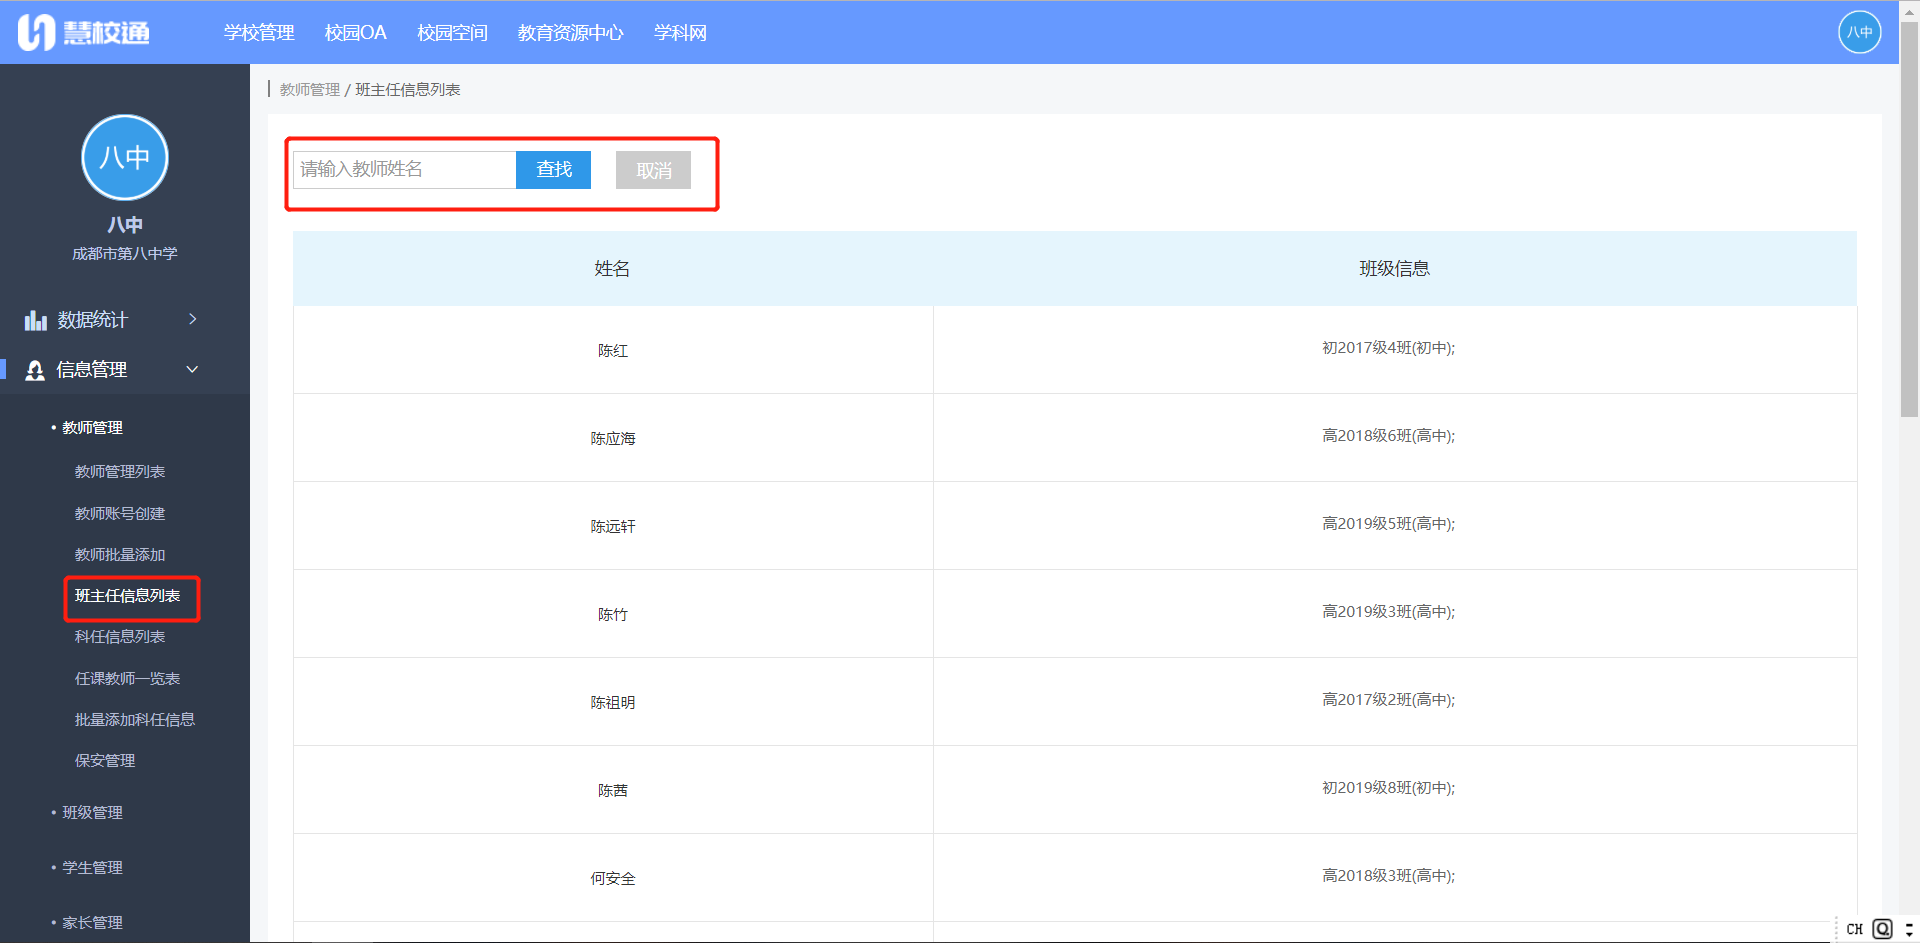 慧校通
学校管理 校园OA 校园空间 教育资源中心 学科网
八中
教师管理 / 班主任信息列表
八中
八中
成都市第八中学
数据统计
信息管理
• 教师管理
教师管理列表
教师账号创建
教师批量添加
班主任信息列表
科任信息列表
任课教师一览表
批量添加科任信息
保安管理
• 班级管理
• 学生管理
• 家长管理
请输入教师姓名 查找 取消
姓名 班级信息
陈红 初2017级4班(初中);
陈应海 高2018级6班(高中);
陈远轩 高2019级5班(高中);
陈竹 高2019级3班(高中);
陈祖明 高2017级2班(高中);
陈茜 初2019级8班(初中);
何安全 高2018级3班(高中);
CH